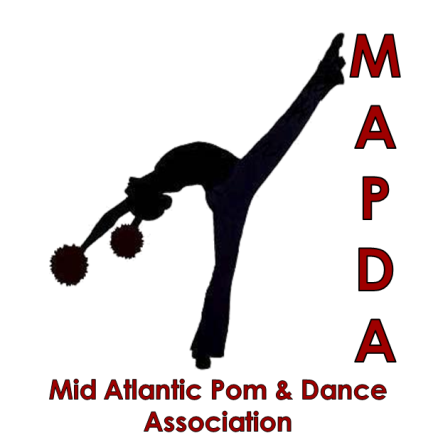 M
A
P
D
A
Mid Atlantic Pom & Dance
Association